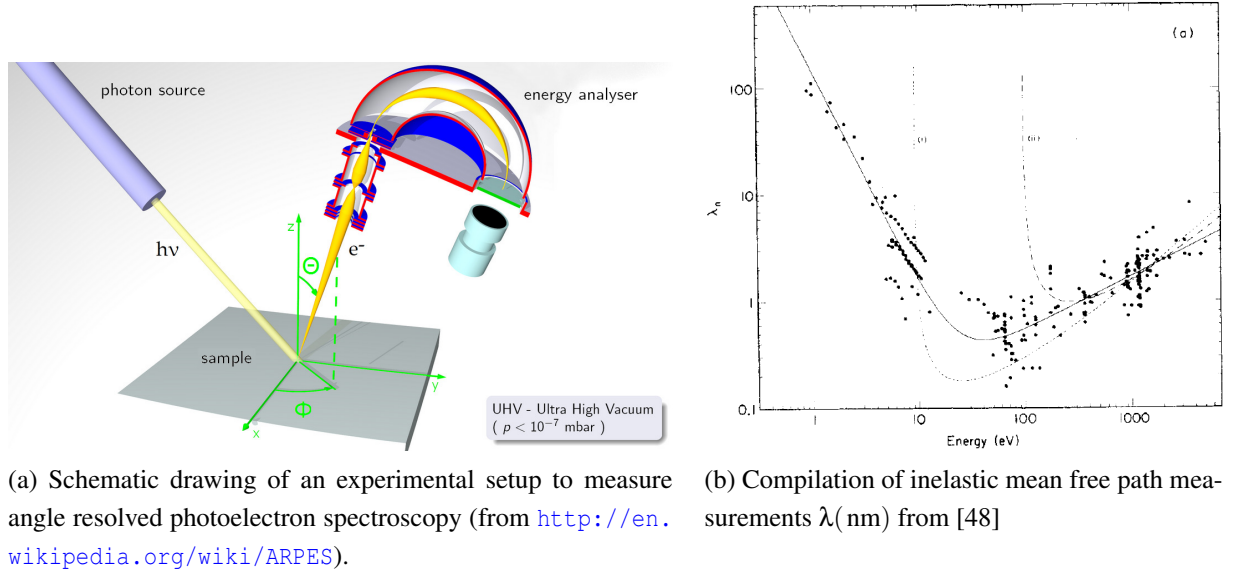 photon source
energy analyser
hν
e-
z
Θ
sample
y
Φ
x
UHV - Ultra High Vacuum
( p < 10⁻⁷ mbar )
(a) Schematic drawing of an experimental setup to measure
angle resolved photoelectron spectroscopy (from http://en.
wikipedia.org/wiki/ARPES).
(a)
100
(i)
(ii)
10
λn
1
0.1
1
10
100
1000
Energy (eV)
(b) Compilation of inelastic mean free path mea-
surements λ(nm) from [48]